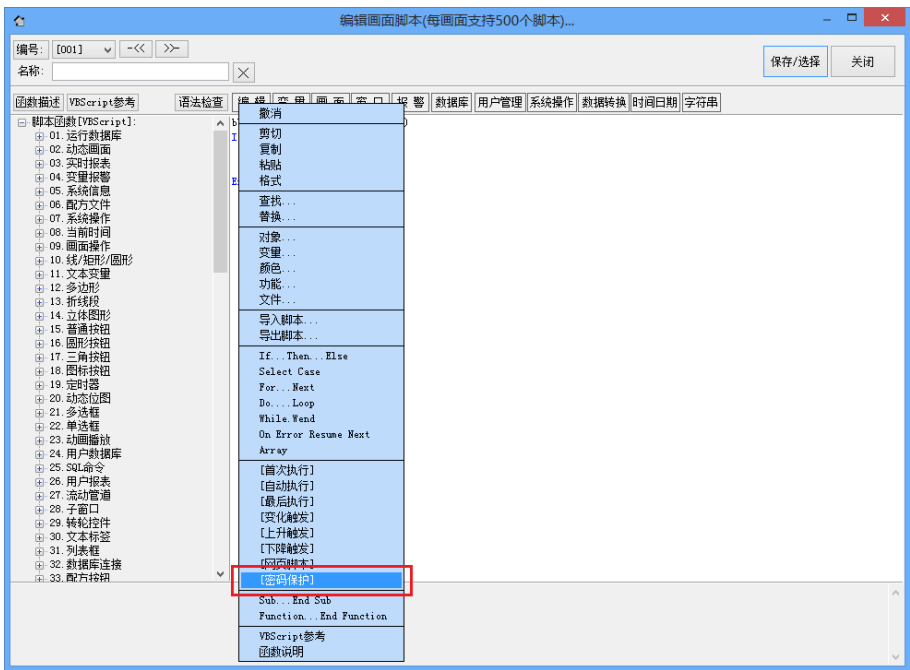 编辑画面脚本(每画面支持500个脚本)...
编号: [001] -<< >>-
保存/选择 关闭
名称:
函数描述 VBScript参考 语法检查 编 辑 变 量 画 面 窗 口 报 警 数据库 用户管理 系统操作 数据转换 时间日期 字符串
脚本函数[VBScript]:
01. 运行数据库
02. 动态画面
03. 实时报表
04. 变量报警
05. 系统信息
06. 配方文件
07. 系统操作
08. 当前时间
09. 画面操作
10. 线/矩形/圆形
11. 文本变量
12. 多边形
13. 折线段
14. 立体图形
15. 普通按钮
16. 圆形按钮
17. 三角按钮
18. 图标按钮
19. 定时器
20. 动态位图
21. 多选框
22. 单选框
23. 动画播放
24. 用户数据库
25. SQL命令
26. 用户报表
27. 流动管道
28. 子窗口
29. 转轮控件
30. 文本标签
31. 列表框
32. 数据库连接
33. 配方按钮
撤消
剪切
复制
粘贴
格式
查找...
替换...
对象...
变量...
颜色...
功能...
文件...
导入脚本...
导出脚本...
If...Then...Else
Select Case
For...Next
Do....Loop
While.Wend
On Error Resume Next
Array
[首次执行]
[自动执行]
[最后执行]
[变化触发]
[上升触发]
[下降触发]
[网页脚本]
[密码保护]
Sub...End Sub
Function...End Function
VBScript参考
函数说明